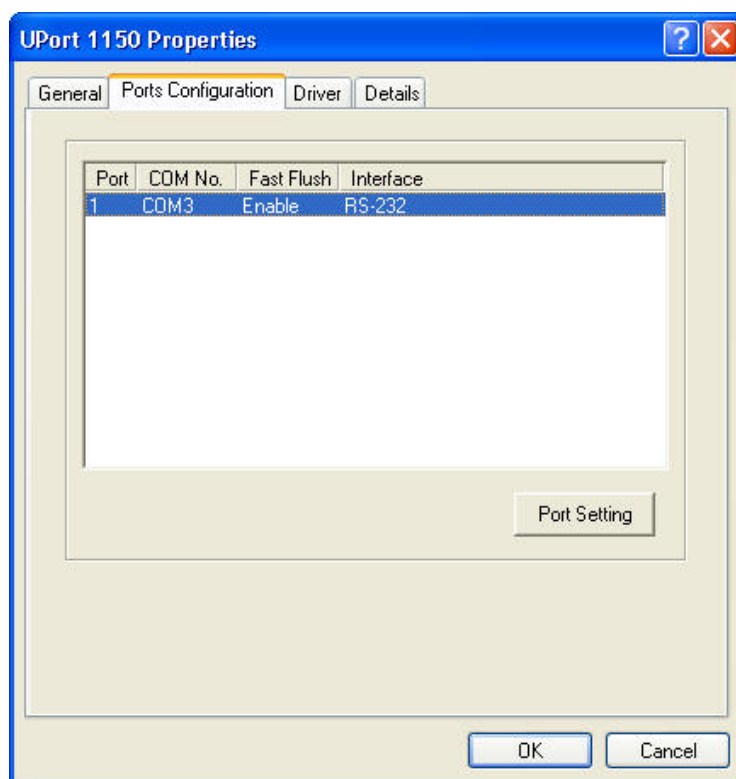 UPort 1150 Properties
General Ports Configuration Driver Details
Port COM No. Fast Flush Interface
1 COM3 Enable RS-232
Port Setting
OK Cancel